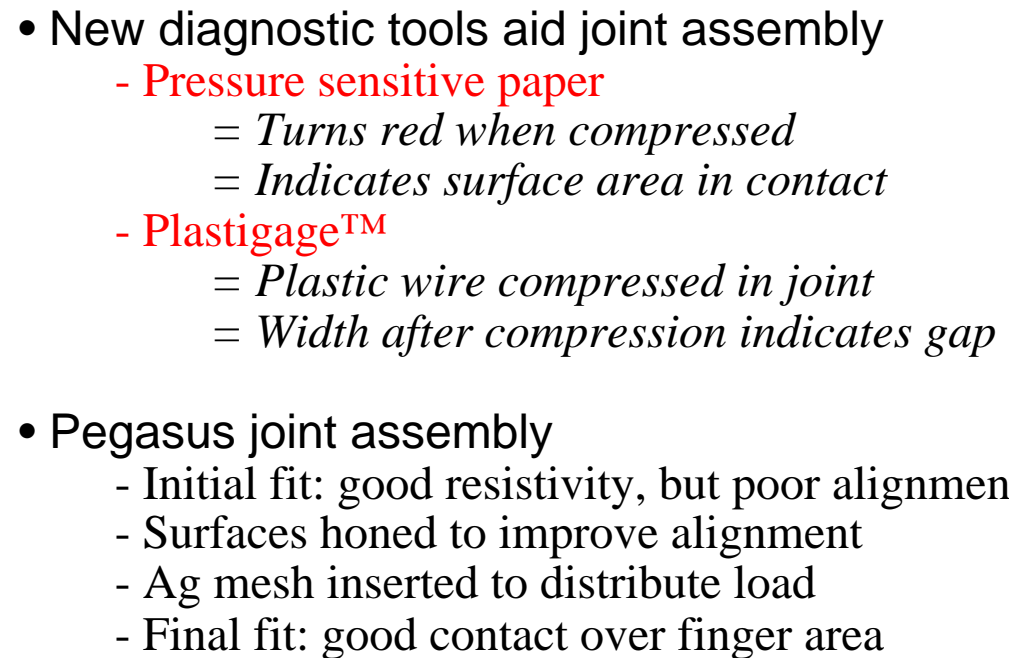 • New diagnostic tools aid joint assembly
- Pressure sensitive paper
= Turns red when compressed
= Indicates surface area in contact
- Plastigage™
= Plastic wire compressed in joint
= Width after compression indicates gap
• Pegasus joint assembly
- Initial fit: good resistivity, but poor alignmen
- Surfaces honed to improve alignment
- Ag mesh inserted to distribute load
- Final fit: good contact over finger area